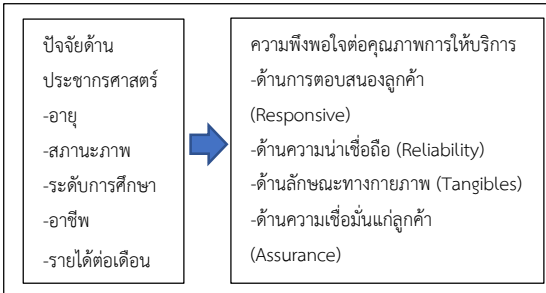 ปัจจัยด้าน
ประชากรศาสตร์
-อายุ
-สถานะภาพ
-ระดับการศึกษา
-อาชีพ
-รายได้ต่อเดือน
ความพึงพอใจต่อคุณภาพการให้บริการ
-ด้านการตอบสนองลูกค้า
(Responsive)
-ด้านความน่าเชื่อถือ (Reliability)
-ด้านลักษณะทางกายภาพ (Tangibles)
-ด้านความเชื่อมั่นแก่ลูกค้า
(Assurance)